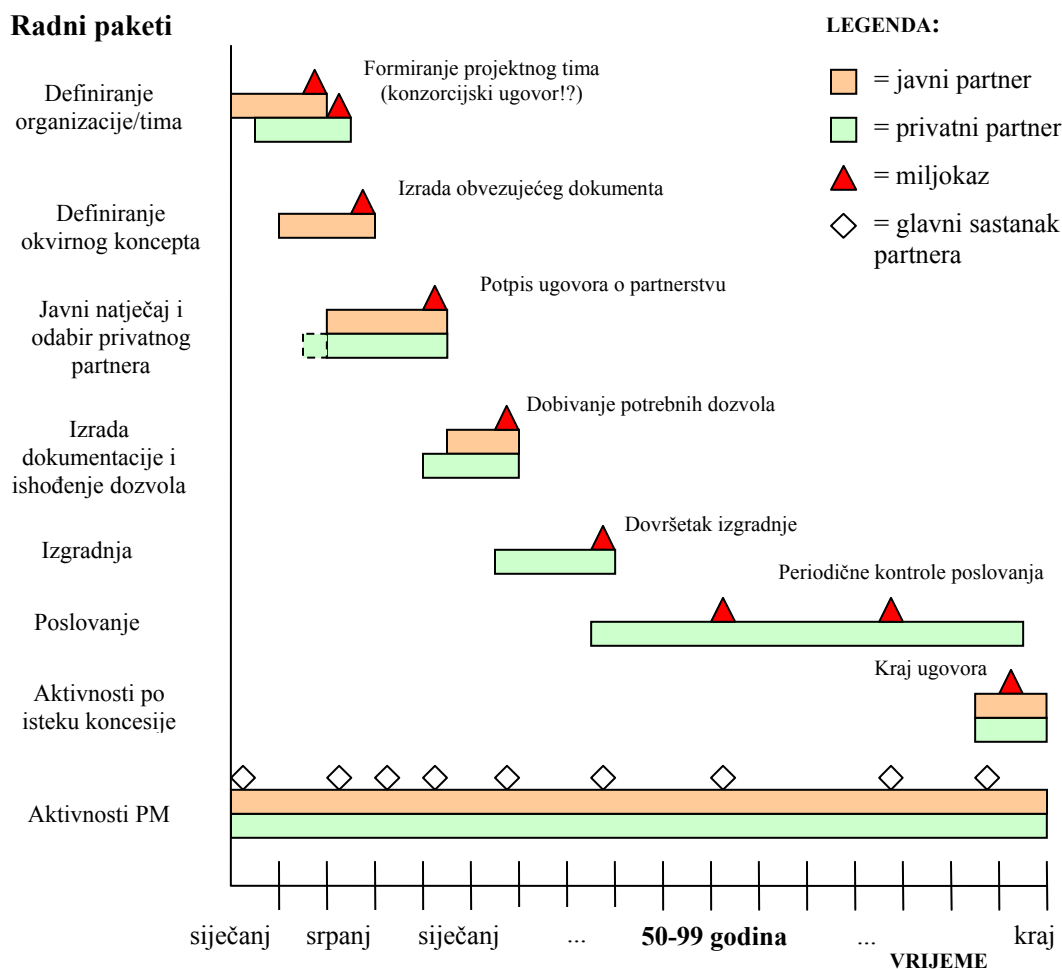 Radni paketi
LEGENDA:
= javni partner
= privatni partner
= miljokaz
= glavni sastanak
partnera
Definiranje
organizacije/tima
Formiranje projektnog tima
(konzorcijski ugovor!?)
Definiranje
okvirnog koncepta
Izrada obvezujećeg dokumenta
Javni natječaj i
odabir privatnog
partnera
Potpis ugovora o partnerstvu
Izrada
dokumentacije i
ishođenje dozvola
Dobivanje potrebnih dozvola
Izgradnja
Dovršetak izgradnje
Poslovanje
Periodične kontrole poslovanja
Aktivnosti po
isteku koncesije
Kraj ugovora
Aktivnosti PM
siječanj srpanj siječanj ... 50-99 godina ... kraj
VRIJEME